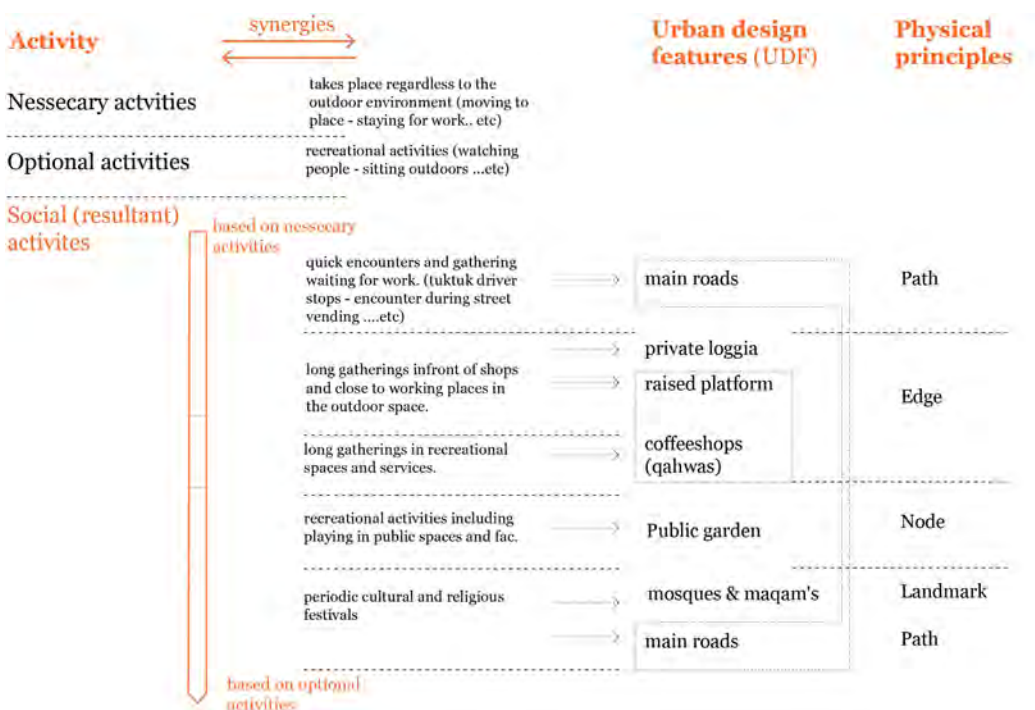 Activity
synergies
Urban design
features (UDF)
Physical
principles
Nessecary actvities
takes place regardless to the
outdoor environment (moving to
place - staying for work.. etc)
Optional activities
recreational activities (watching
people - sitting outdoors ...etc)
Social (resultant)
activites
based on nessecary
activities
quick encounters and gathering
waiting for work. (tuktuk driver
stops - encounter during street
vending ....etc)
main roads
Path
private loggia
long gatherings infront of shops
and close to working places in
the outdoor space.
raised platform
Edge
long gatherings in recreational
spaces and services.
coffeeshops
(qahwas)
recreational activities including
playing in public spaces and fac.
Public garden
Node
periodic cultural and religious
festivals
mosques & maqam's
Landmark
main roads
Path
based on optional
activities